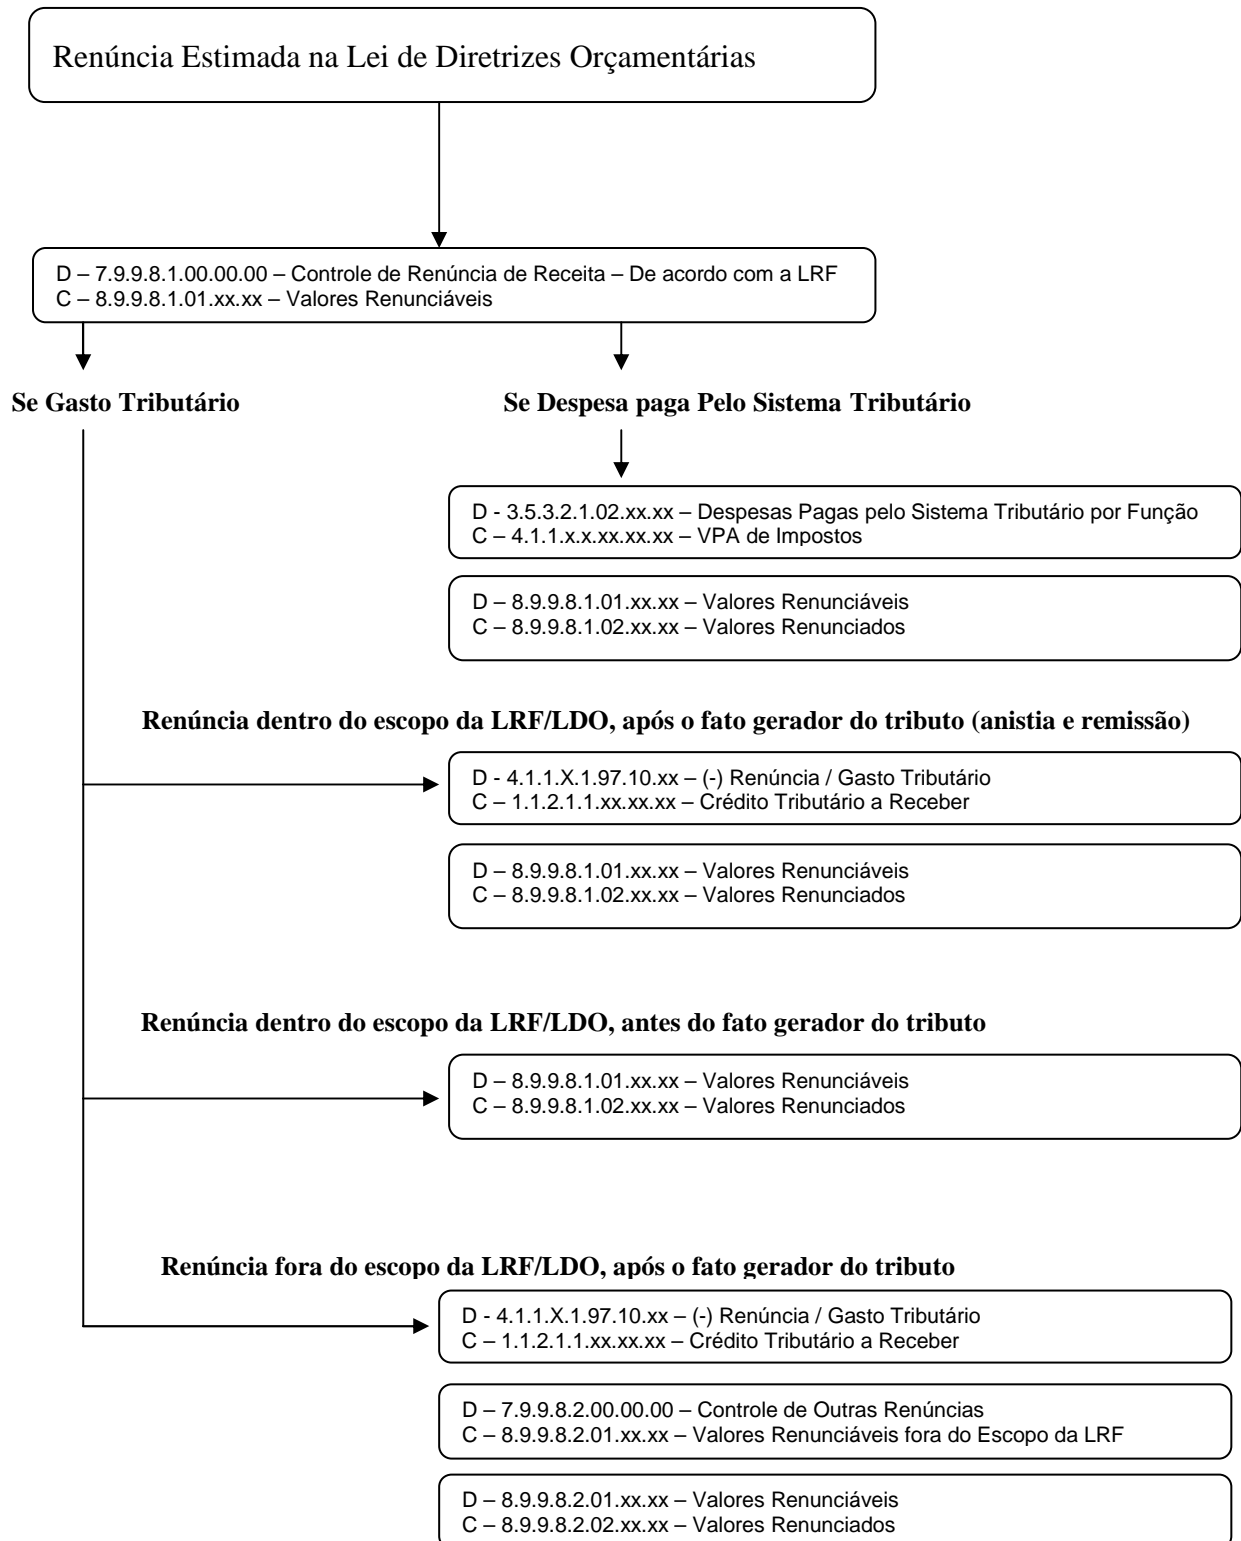 Renúncia Estimada na Lei de Diretrizes Orçamentárias
D – 7.9.9.8.1.00.00.00 – Controle de Renúncia de Receita – De acordo com a LRF
C – 8.9.9.8.1.01.xx.xx – Valores Renunciáveis
Se Gasto Tributário
Se Despesa paga Pelo Sistema Tributário
D - 3.5.3.2.1.02.xx.xx – Despesas Pagas pelo Sistema Tributário por Função
C – 4.1.1.x.x.xx.xx.xx – VPA de Impostos
D – 8.9.9.8.1.01.xx.xx – Valores Renunciáveis
C – 8.9.9.8.1.02.xx.xx – Valores Renunciados
Renúncia dentro do escopo da LRF/LDO, após o fato gerador do tributo (anistia e remissão)
D - 4.1.1.X.1.97.10.xx – (-) Renúncia / Gasto Tributário
C – 1.1.2.1.1.xx.xx.xx – Crédito Tributário a Receber
D – 8.9.9.8.1.01.xx.xx – Valores Renunciáveis
C – 8.9.9.8.1.02.xx.xx – Valores Renunciados
Renúncia dentro do escopo da LRF/LDO, antes do fato gerador do tributo
D – 8.9.9.8.1.01.xx.xx – Valores Renunciáveis
C – 8.9.9.8.1.02.xx.xx – Valores Renunciados
Renúncia fora do escopo da LRF/LDO, após o fato gerador do tributo
D - 4.1.1.X.1.97.10.xx – (-) Renúncia / Gasto Tributário
C – 1.1.2.1.1.xx.xx.xx – Crédito Tributário a Receber
D – 7.9.9.8.2.00.00.00 – Controle de Outras Renúncias
C – 8.9.9.8.2.01.xx.xx – Valores Renunciáveis fora do Escopo da LRF
D – 8.9.9.8.2.01.xx.xx – Valores Renunciáveis
C – 8.9.9.8.2.02.xx.xx – Valores Renunciados